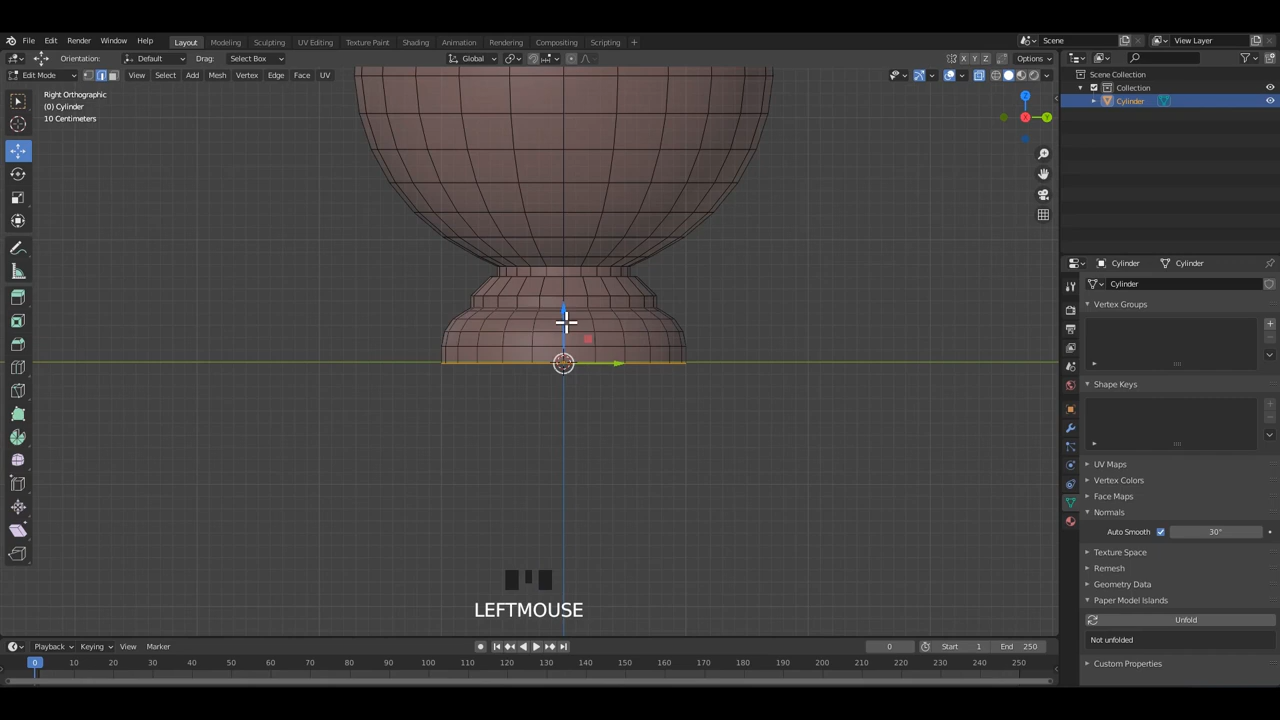 File Edit Render Window Help Layout Modeling Sculpting UV Editing Texture Paint Shading Animation Rendering Compositing Scripting + Scene View Layer
Orientation: Default Drag: Select Box Global X Y Z Options
Edit Mode View Select Add Mesh Vertex Edge Face UV
Right Orthographic
(0) Cylinder
10 Centimeters
Z
X
Y
Scene Collection
Collection
Cylinder
Cylinder Cylinder
Cylinder
Vertex Groups
Shape Keys
UV Maps
Vertex Colors
Face Maps
Normals
Auto Smooth 30°
Texture Space
Remesh
Geometry Data
Paper Model Islands
Unfold
Not unfolded
Custom Properties
LEFTMOUSE
Playback Keying View Marker 0 Start 1 End 250
0 10 20 30 40 50 60 70 80 90 100 110 120 130 140 150 160 170 180 190 200 210 220 230 240 250